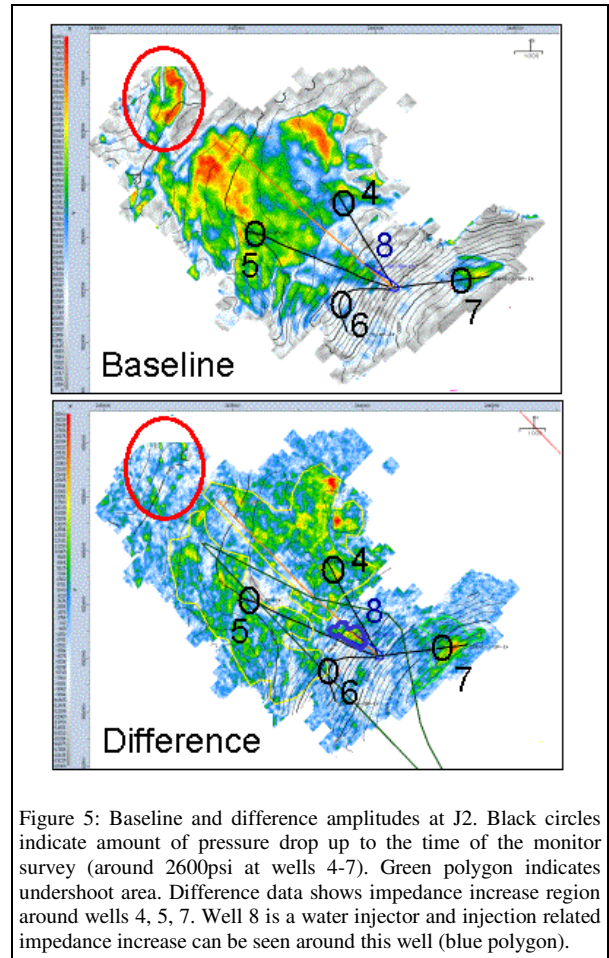 4
8
5
7
6
Baseline
4
8
5
6
7
Difference
Figure 5: Baseline and difference amplitudes at J2. Black circles
indicate amount of pressure drop up to the time of the monitor
survey (around 2600psi at wells 4-7). Green polygon indicates
undershoot area. Difference data shows impedance increase region
around wells 4, 5, 7. Well 8 is a water injector and injection related
impedance increase can be seen around this well (blue polygon).